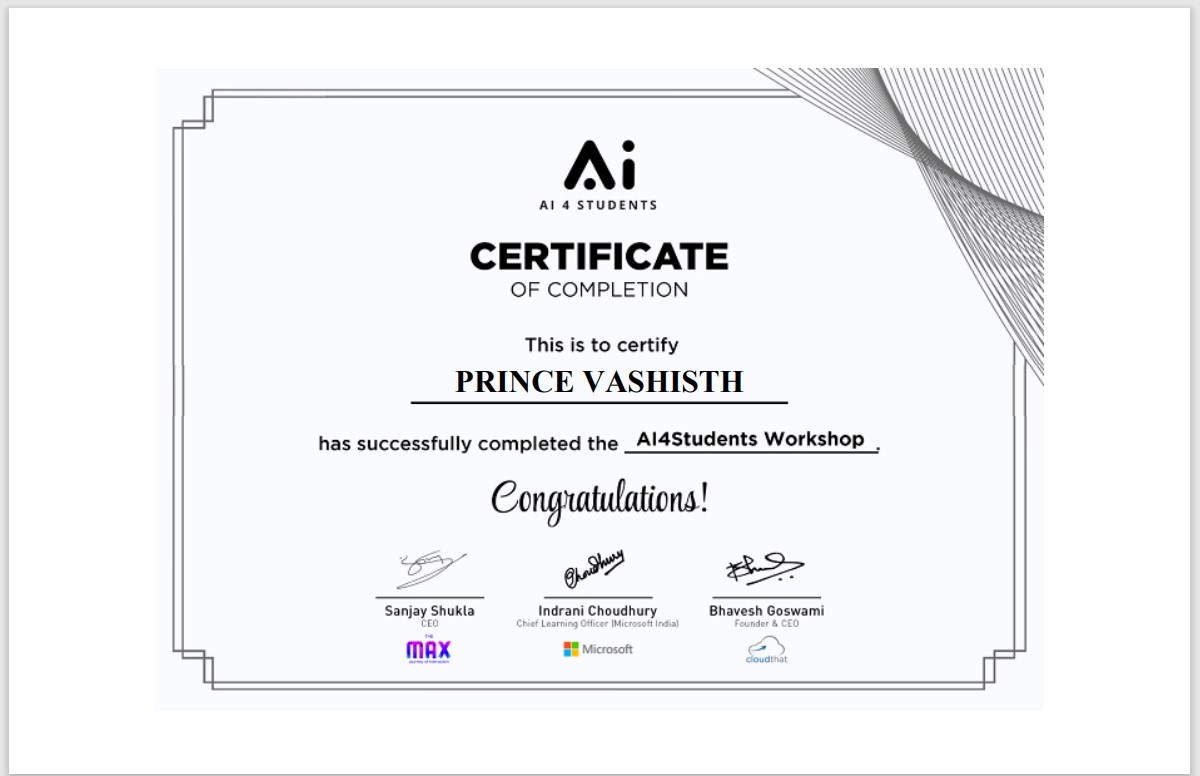 Ai
AI 4 STUDENTS
CERTIFICATE
OF COMPLETION
This is to certify
PRINCE VASHISTH
has successfully completed the AI4Students Workshop.
Congratulations!
Choudhury
Sanjay Shukla
CEO
THE
MAX
journey of interactions
Indrani Choudhury
Chief Learning Officer (Microsoft India)
Microsoft
Bhavesh Goswami
Founder & CEO
cloudthat